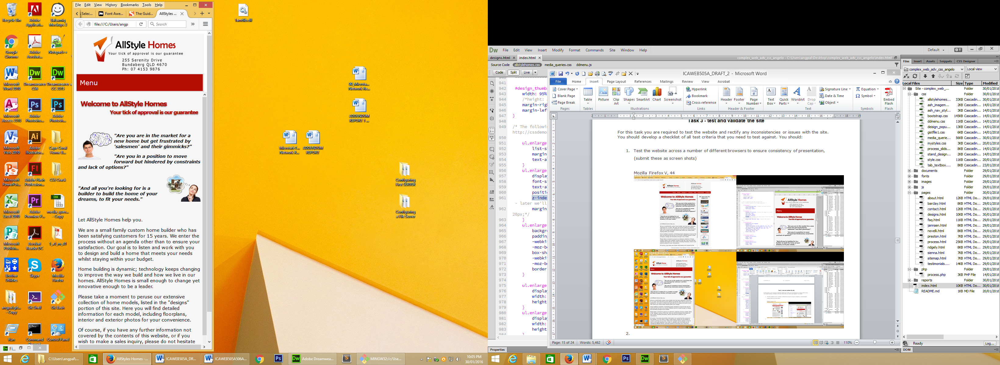 Recycle Bin
Adobe Applicati...
Balsamiq Mockups 3
Google Chrome
Adobe Acrobat...
Notepad++
Microsoft Word 2010
Dreamweaver CS6
Dreamweaver CC 2015
Microsoft Access 2010
Adobe Photosho...
Adobe Photosh...
Microsoft Visio 2010
Adobe Illustrator...
Cape Coral Home B...
Microsoft PowerPoi...
Adobe Flash Profession...
CS6 Crack
Microsoft Excel 2010
Adobe Premiere P...
media_quer... - Copy
Microsoft Publish...
Acrobat Reader DC
1_a1_m_d1
Brother Utilities
Skype
Mozilla Firefox
angpal.git... - Copy
Git Shell
Git Bash
Run
Command Prompt
Control Panel
File Edit View History Bookmarks Tools Help
Selec...
Font Awe...
The Guid...
AllStyles ...
file:///C:/Users/angp
Search
AllStyle Homes
Your tick of approval is our guarantee
255 Serenity Drive
Bundaberg QLD 4670
Ph: 07 4153 9876
Menu
Welcome to AllStyle Homes
Your tick of approval is our guarantee
"Are you are in the market for a
new home but get frustrated by
'salesmen' and their gimmicks?"
"Are you in a position to move
forward but hindered by constraints
and lack of options?"
"And all you're looking for is a
builder to build the home of your
dreams, to fit your needs."
Let AllStyle Homes help you.
We are a small family custom home builder who has
been satisfying customers for 15 years. We enter the
process without an agenda other than to ensure your
satisfaction. Our goal is to listen and work with you
to design and build a home that meets your needs
whilst staying within your budget.
Home building is dynamic; technology keeps changing
to improve the way we build and how we live in our
homes. AllStyle Homes is small enough to change yet
innovative enough to be a leader.
Please take a moment to peruse our extensive
collection of home models, listed in the "designs"
portion of this site. Here you will find detailed
information for each model, including floorplans,
interior and exterior photos for your convenience.
Of course, if you have any further information not
covered by the contents of this website, or if you
wish to make a sales inquiry, please do not hesitate
1amtlib.dll
00_Microta... Network Re...
ADDENDUM REPORT 1 ...
MicrotafeT... Network R...
ADDENDUM REPORT
Configuring First SERVER
Configuring a File Server
Fi...
C:\Users\angpal...
AllStyles Homes -...
ICAWEB505A_DR...
ICAWEB505A506A...
Adobe Dreamwea...
MINGW32:/c/Use...
10:05 PM
30/01/2016
Dw File Edit View Insert Modify Format Commands Site Window Help
Default
designs.html
index.html
complex_web_adv_css_angelo - C:\Users\angpal\Desktop\complex_web_adv_css_angelo\index.html
Source Code allstylehomes.css media_queries.css ddmenu.js
Code Split Live
941
942 #design_thumbs
943 width: 95%
944 /*height:
945 margin-righ
946 margin-lef
947 }
948
949 /* The followin
http://cssdemos
950
951 ul.enlarge
952 list-st
953 margin
954 text-al
955 }
956 ul.enlarge
957 display
958 font-st
959 text-al
960 positio
961 z-index
- later we'll
962 margin
20px;*/
963 }
964 ul.enlarge
965 backgro
966 padding
967 -webkit
968 -moz-bo
969 box-sha
970 -webkit
971 -moz-bo
972 border
973 }
974
975 ul.enlarge
976 display
977 width:
978 height
979 }
980 ul.enlarge
981 display
982 width:
983 height
Properties
ICAWEB505A_DRAFT_2 - Microsoft Word
File Home Insert Page Layout References Mailings Review View Acrobat
Cover Page
Blank Page
Page Break
Pages
Table
Tables
Picture
Clip Art
Shapes
SmartArt
Chart
Screenshot
Illustrations
Hyperlink
Bookmark
Cross-reference
Links
Header
Footer
Page Number
Header & Footer
Text Box
Quick Parts
WordArt
Drop Cap
Signature Line
Date & Time
Object
Text
Equation
Symbol
Symbols
Embed Flash
Flash
Task 3 - test and validate the site
For this task you are required to test the website and rectify any inconsistencies or issues with the site.
You should develop a checklist of all test criteria that you need to test against. You should:
1. Test the website across a number of different browsers to ensure consistency of presentation,
(submit these as screen shots)
Mozilla Firefox V, 44
2.
Page: 15 of 24 Words: 5,462 110%
Files Insert Assets Snippets CSS Designer
complex_web_adv_css_angelo
Local view
Local Files Size Type Modified
Site - complex_web_... Folder 30/01/2016
css Folder 30/01/2016
allstylehomes... 33KB Cascadin... 30/01/2016
ash_imagem... 2KB Cascadin... 14/01/2016
ash_nav_styl... 3KB Cascadin... 14/01/2016
bootstrap.css 145KB Cascadin... 14/01/2016
ddmenu.css 11KB Cascadin... 14/01/2016
deisign_popu... 13KB Cascadin... 14/01/2016
gistfile1.css 6KB Cascadin... 14/01/2016
media_querie... 56KB Cascadin... 30/01/2016
mystyles.css 3KB Cascadin... 20/01/2016
process_slids... 8KB Cascadin... 14/01/2016
stand_design... 2KB Cascadin... 14/01/2016
style.css 11KB Cascadin... 20/01/2016
tab_textbox.... 8KB Cascadin... 23/01/2016
documents Folder 29/01/2016
fonts Folder 29/01/2016
images Folder 29/01/2016
js Folder 29/01/2016
pages Folder 30/01/2016
about.html 12KB HTML Do... 29/01/2016
barclay.html 8KB HTML Do... 29/01/2016
contact.html 12KB HTML Do... 29/01/2016
designs.html 10KB HTML Do... 30/01/2016
faq.html 11KB HTML Do... 29/01/2016
jannsen.html 8KB HTML Do... 29/01/2016
novelli.html 8KB HTML Do... 29/01/2016
preston.html 7KB HTML Do... 29/01/2016
process.html 25KB HTML Do... 29/01/2016
ridgely.html 8KB HTML Do... 29/01/2016
sienna.html 7KB HTML Do... 29/01/2016
sitemap.html 7KB HTML Do... 29/01/2016
testimonials.... 14KB HTML Do... 29/01/2016
php Folder 29/01/2016
process.php 3KB PHP File 14/01/2016
reports Folder 30/01/2016
index.html 10KB HTML Do... 30/01/2016
README.md 1KB MD File 20/01/2016
Ready
Log...
DOM